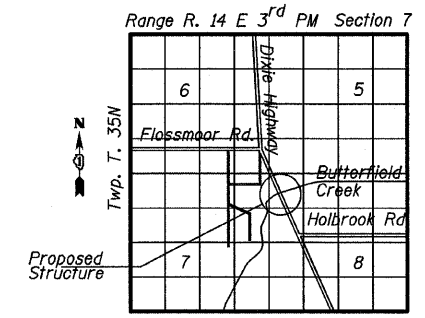 Range R. 14 E 3rd PM Section 7
Twp. T. 35N
N
6
5
Dixie Highway
Flossmoor Rd.
Butterfield
Creek
Holbrook Rd
Proposed
Structure
7
8